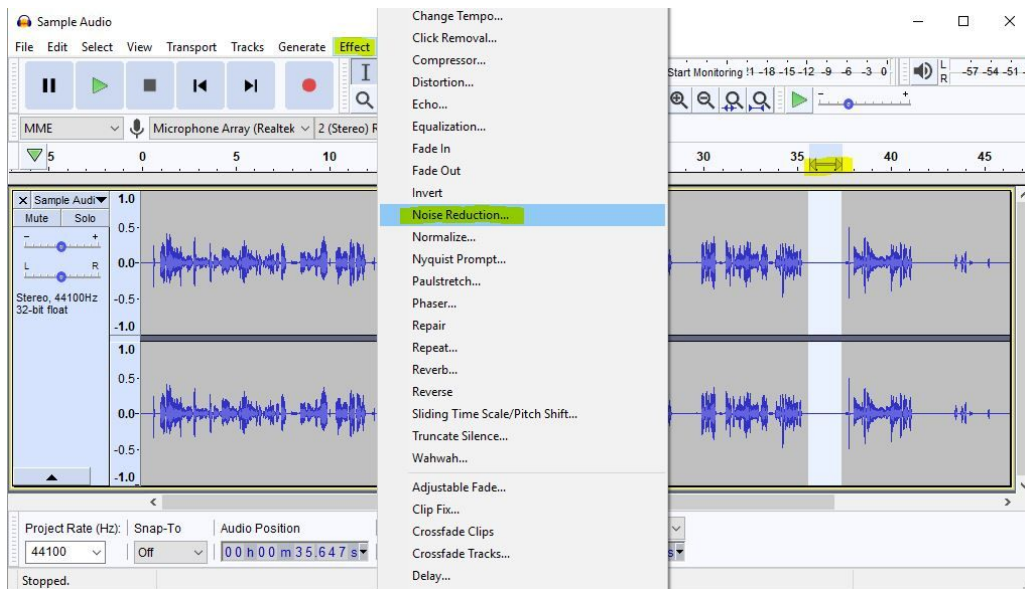 Sample Audio
File Edit Select View Transport Tracks Generate Effect
Start Monitoring !1 -18 -15 -12 -9 -6 -3 0 L R -57 -54 -51
- +
MME Microphone Array (Realtek 2 (Stereo) R
5 0 5 10 30 35 40 45
Change Tempo...
Click Removal...
Compressor...
Distortion...
Echo...
Equalization...
Fade In
Fade Out
Invert
Noise Reduction...
Normalize...
Nyquist Prompt...
Paulstretch...
Phaser...
Repair
Repeat...
Reverb...
Reverse
Sliding Time Scale/Pitch Shift...
Truncate Silence...
Wahwah...
Adjustable Fade...
Clip Fix...
Crossfade Clips
Crossfade Tracks...
Delay...
X Sample Audi
Mute Solo
- +
L R
Stereo, 44100Hz
32-bit float
1.0
0.5
0.0
-0.5
-1.0
1.0
0.5
0.0
-0.5
-1.0
Project Rate (Hz): Snap-To Audio Position
44100 Off 00 h 00 m 35.647 s s
Stopped.